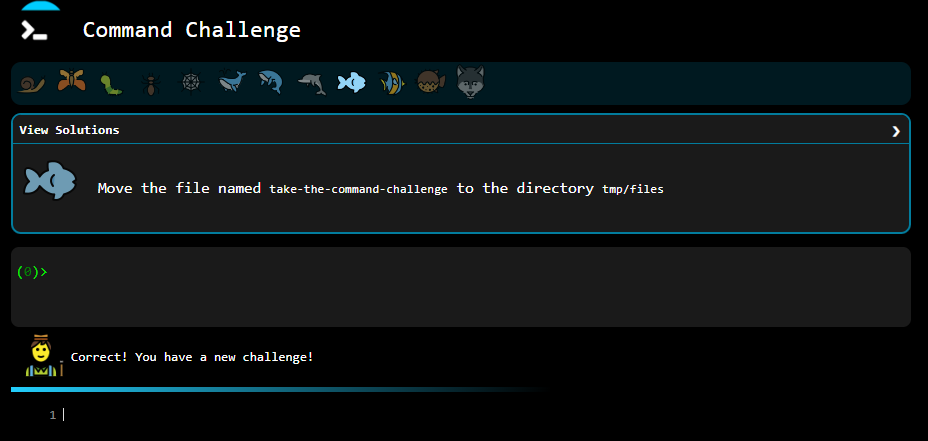 Command Challenge
View Solutions
Move the file named take-the-command-challenge to the directory tmp/files
(0)>
Correct! You have a new challenge!
1